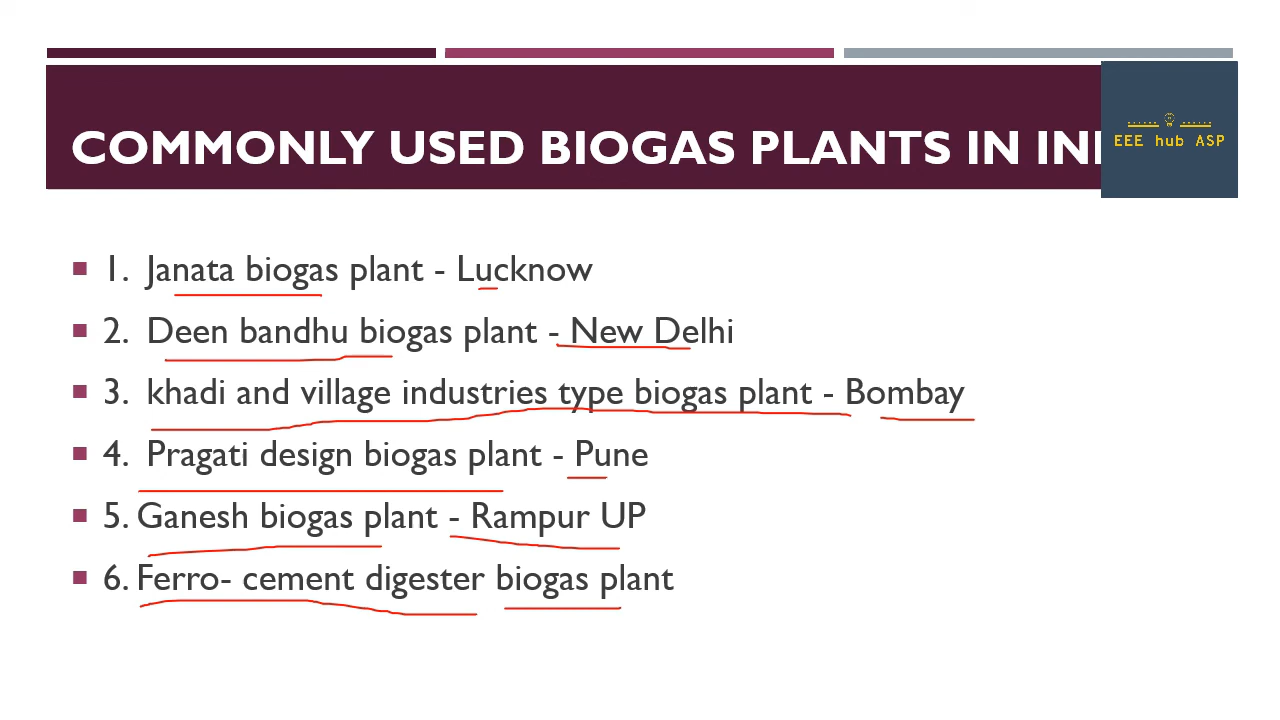 COMMONLY USED BIOGAS PLANTS IN IN
EEE hub ASP
1. Janata biogas plant - Lucknow
2. Deen bandhu biogas plant - New Delhi
3. khadi and village industries type biogas plant - Bombay
4. Pragati design biogas plant - Pune
5. Ganesh biogas plant - Rampur UP
6. Ferro- cement digester biogas plant